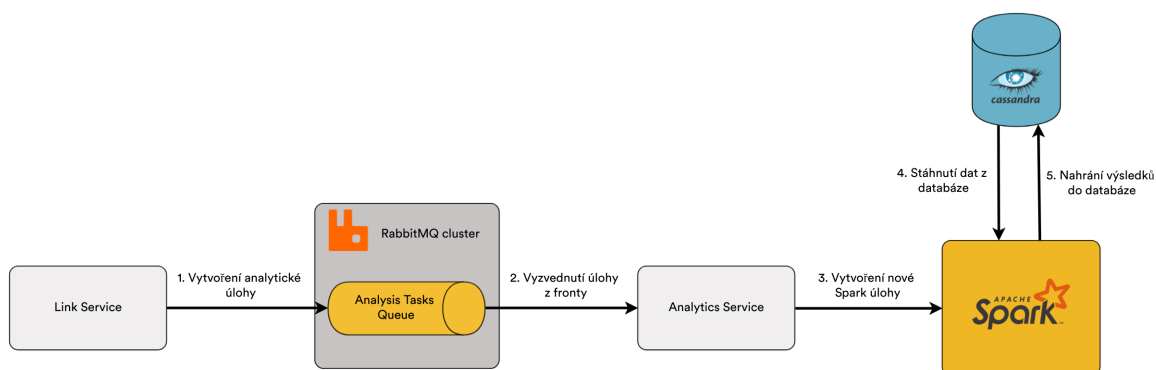 cassandra
4. Stáhnutí dat z
databáze
5. Nahrání výsledků
do databáze
RabbitMQ cluster
Link Service
1. Vytvoření analytické
úlohy
Analysis Tasks
Queue
2. Vyzvednutí úlohy
z fronty
Analytics Service
3. Vytvoření nové
Spark úlohy
APACHE
Spark
TM